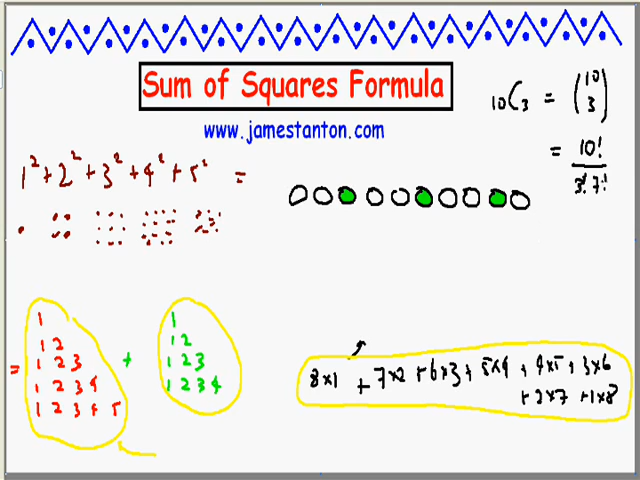 Sum of Squares Formula
www.jamestanton.com
10C3 = (10 3)
= 10! / 3! 7!
1² + 2² + 3² + 4² + 5² =
= 1 + 1
1 2 1 2
1 2 3 1 2 3
1 2 3 4 1 2 3 4
1 2 3 4 5
8×1 + 7×2 + 6×3 + 5×4 + 4×5 + 3×6
+ 2×7 + 1×8